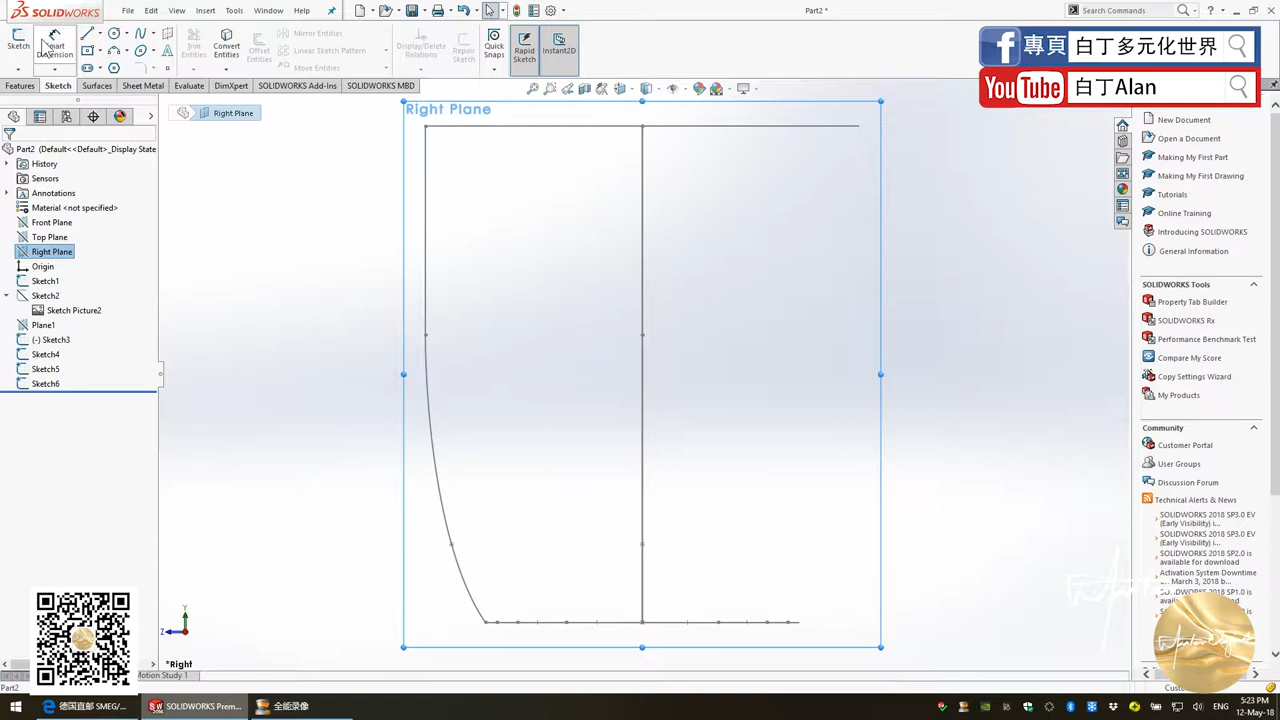 SOLIDWORKS
File
Edit
View
Insert
Tools
Window
Help
Part2 *
Search Commands
專頁
白丁多元化世界
YouTube
白丁Alan
Sketch
Smart
Dimension
Trim
Entities
Convert
Entities
Offset
Entities
Mirror Entities
Linear Sketch Pattern
Move Entities
Display/Delete
Relations
Repair
Sketch
Quick
Snaps
Rapid
Sketch
Instant2D
Features
Sketch
Surfaces
Sheet Metal
Evaluate
DimXpert
SOLIDWORKS Add-Ins
SOLIDWORKS MBD
Right Plane
Right Plane
Part2 (Default<<Default>_Display State
History
Sensors
Annotations
Material <not specified>
Front Plane
Top Plane
Right Plane
Origin
Sketch1
Sketch2
Sketch Picture2
Plane1
(-) Sketch3
Sketch4
Sketch5
Sketch6
New Document
Open a Document
Making My First Part
Making My First Drawing
Tutorials
Online Training
Introducing SOLIDWORKS
General Information
SOLIDWORKS Tools
Property Tab Builder
SOLIDWORKS Rx
Performance Benchmark Test
Compare My Score
Copy Settings Wizard
My Products
Community
Customer Portal
User Groups
Discussion Forum
Technical Alerts & News
SOLIDWORKS 2018 SP3.0 EV
(Early Visibility) i...
SOLIDWORKS 2018 SP3.0 EV
(Early Visibility) i...
SOLIDWORKS 2018 SP2.0 is
available for download
Activation System Downtime
March 3, 2018 b...
Y
Z
*Right
Motion Study 1
Part2
德国直邮 SMEG/...
SOLIDWORKS Prem...
全能录像
ENG
5:23 PM
12-May-18